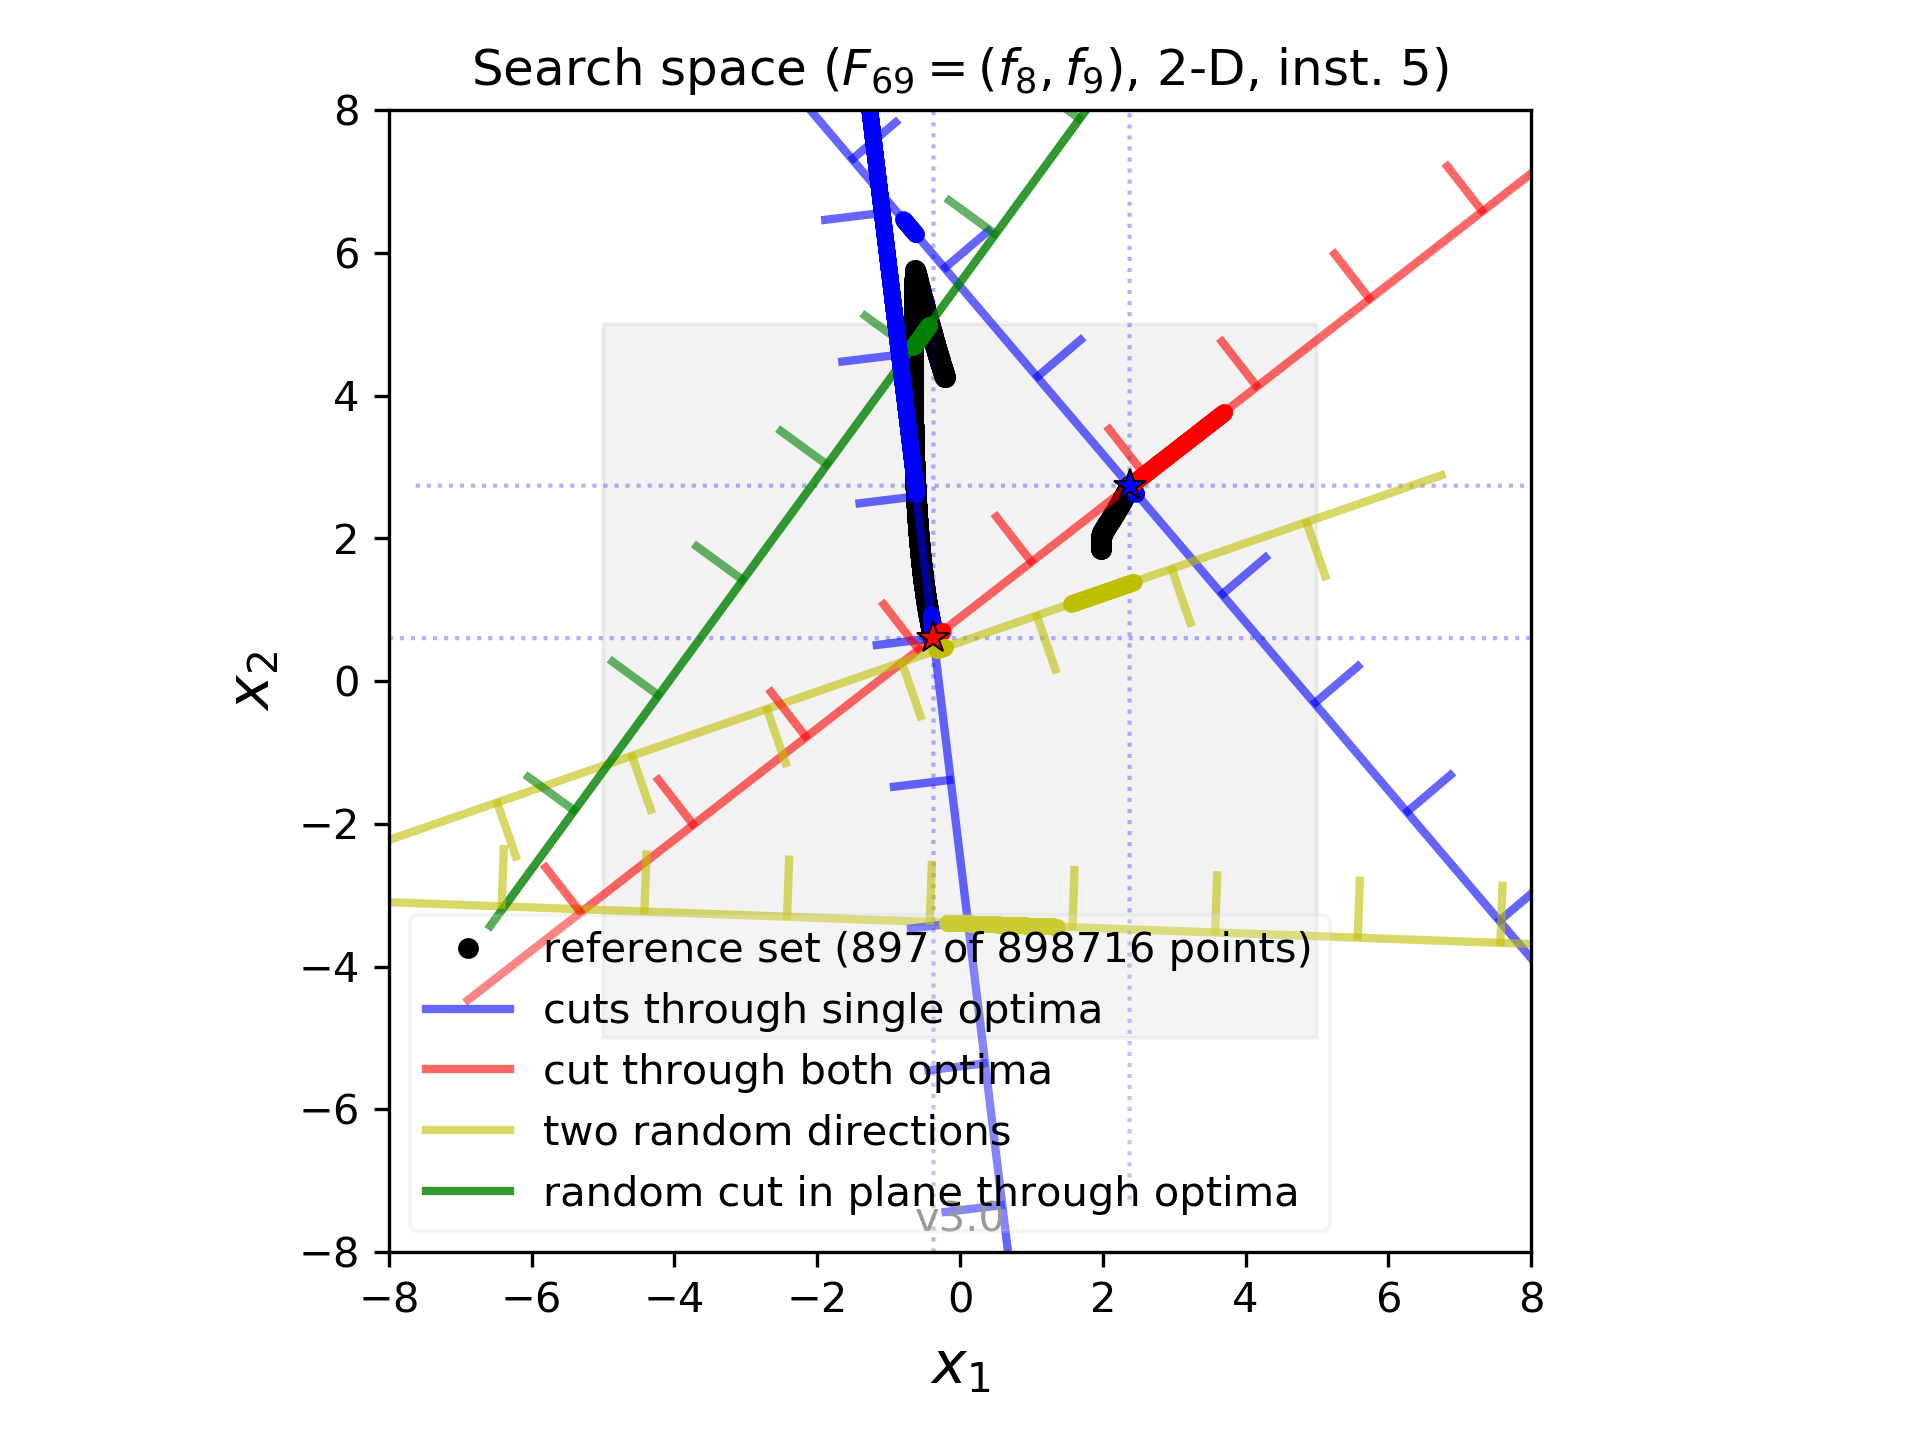 Search space (F69 = (f8, f9), 2-D, inst. 5)
8
6
4
2
0
−2
−4
−6
−8
x2
reference set (897 of 898716 points)
cuts through single optima
cut through both optima
two random directions
random cut in plane through optima
v3.0
−8 −6 −4 −2 0 2 4 6 8
x1